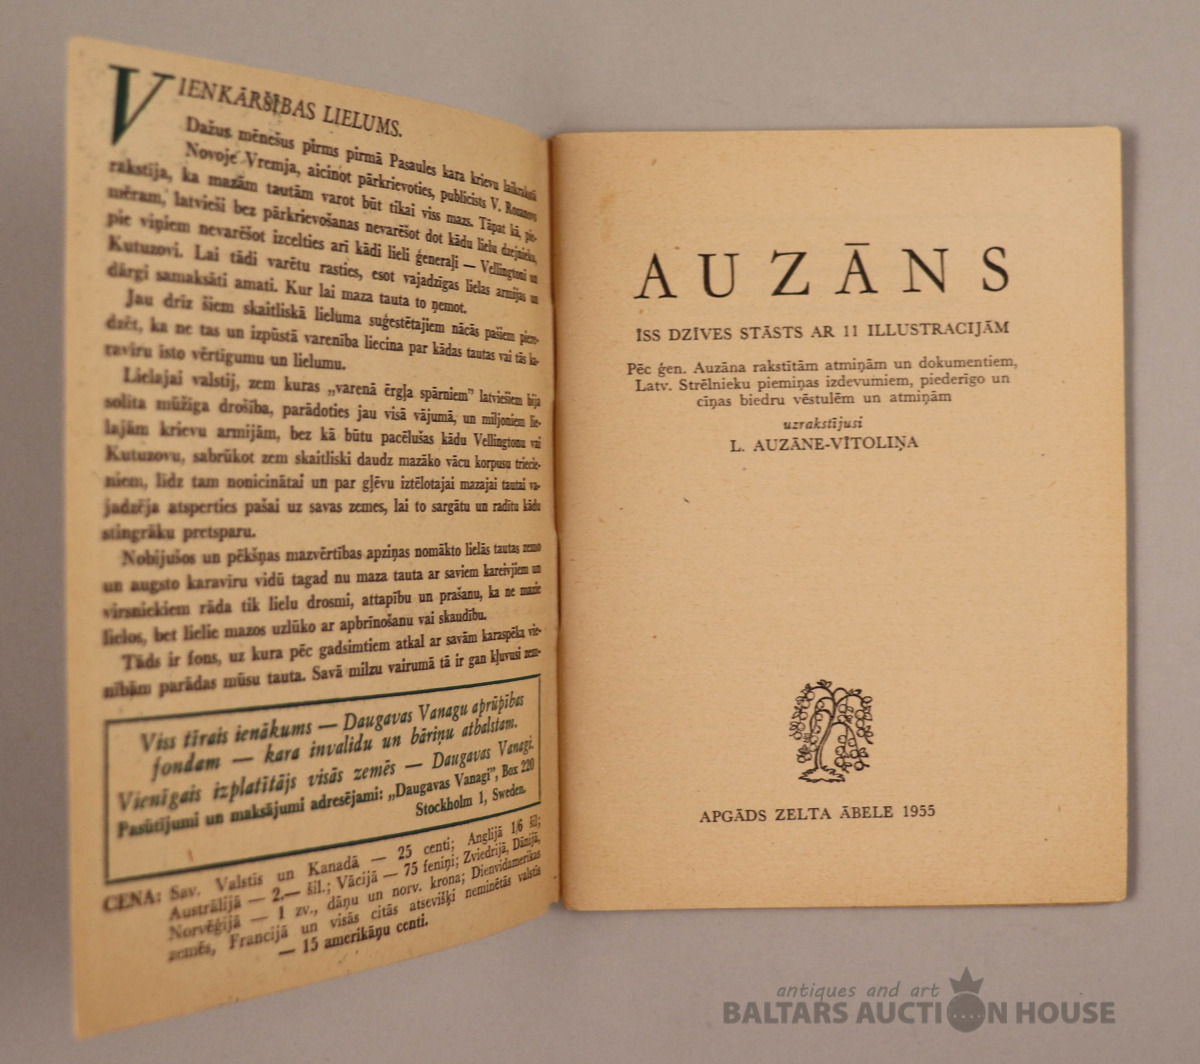 VIENKĀRŠĪBAS LIELUMS.
Dažus mēnešus pirms pirmā Pasaules kara krievu laikrakstā
Novoje Vremja, aicinot pārkrievoties, publicists V. Rozanovs
rakstīja, ka mazām tautām varot būt tikai viss mazs. Tāpat kā, pie-
mēram, latvieši bez pārkrievošanas nevarēšot dot kādu lielu dzejnieku,
pie viņiem nevarēšot izcelties arī kādi lieli ģenerāļi — Vellingtoni un
Kutuzovi. Lai tādi varētu rasties, esot vajadzīgas lielas armijas un
dārgi samaksāti amati. Kur lai maza tauta to ņemot.
Jau drīz šiem skaitliskā lieluma suģestētajiem nācās pašiem piere-
dzēt, ka ne tas un izpūstā varenība liecina par kādas tautas vai tās ka-
raviru īsto vērtīgumu un lielumu.
Lielajai valstij, zem kuras „varenā ērgļa spārniem” latviešiem bija
solīta mūžīga drošība, parādoties jau visā vājumā, un miljoniem lie-
lajām krievu armijām, bez kā būtu pacēlušas kādu Vellingtonu vai
Kutuzovu, sabrūkot zem skaitliski daudz mazāko vācu korpusu triecie-
niem, līdz tam nonicinātai un par gļēvu iztēlotajai mazajai tautai va-
jadzēja atsperties pašai uz savas zemes, lai to sargātu un radītu kādu
stingrāku pretsparu.
Nobijušos un pēkšņas mazvērtības apziņas nomākto lielās tautas zemo
un augsto karaviru vidū tagad nu maza tauta ar saviem kareivjiem un
virsniekiem rāda tik lielu drosmi, attapību un prašanu, ka ne mazie
lielos, bet lielie mazos uzlūko ar apbrīnošanu vai skaudību.
Tāds ir fons, uz kura pēc gadsimtiem atkal ar savām karaspēka vie-
nībām parādas mūsu tauta. Savā milzu vairumā tā ir gan kļuvusi zem-
Viss tīrais ienākums — Daugavas Vanagu aprūpības
fondam — kara invalidu un bāriņu atbalstam.
Vienīgais izplatītājs visās zemēs — Daugavas Vanagi.
Pasūtījumi un maksājumi adresējami: „Daugavas Vanagi”, Box 220
Stockholm 1, Sweden.
CENA: Sav. Valstīs un Kanadā — 25 centi; Anglijā 1/6 šil;
Austrālijā — 2.— šil.; Vācijā — 75 feniņi; Zviedrijā, Dānijā,
Norvēģijā — 1 zv., dāņu un norv. krona; Dienvidamerikas
zemēs, Francijā un visās citās atsevišķi neminētās valstīs
— 15 amerikāņu centi.
AUZĀNS
ĪSS DZĪVES STĀSTS AR 11 ILLUSTRACIJĀM
Pēc ģen. Auzāna rakstītām atmiņām un dokumentiem,
Latv. Strēlnieku piemiņas izdevumiem, piederīgo un
cīņas biedru vēstulēm un atmiņām
uzrakstījusi
L. AUZĀNE-VĪTOLIŅA
APGĀDS ZELTA ĀBELE 1955
antiques and art
BALTARS AUCTION HOUSE